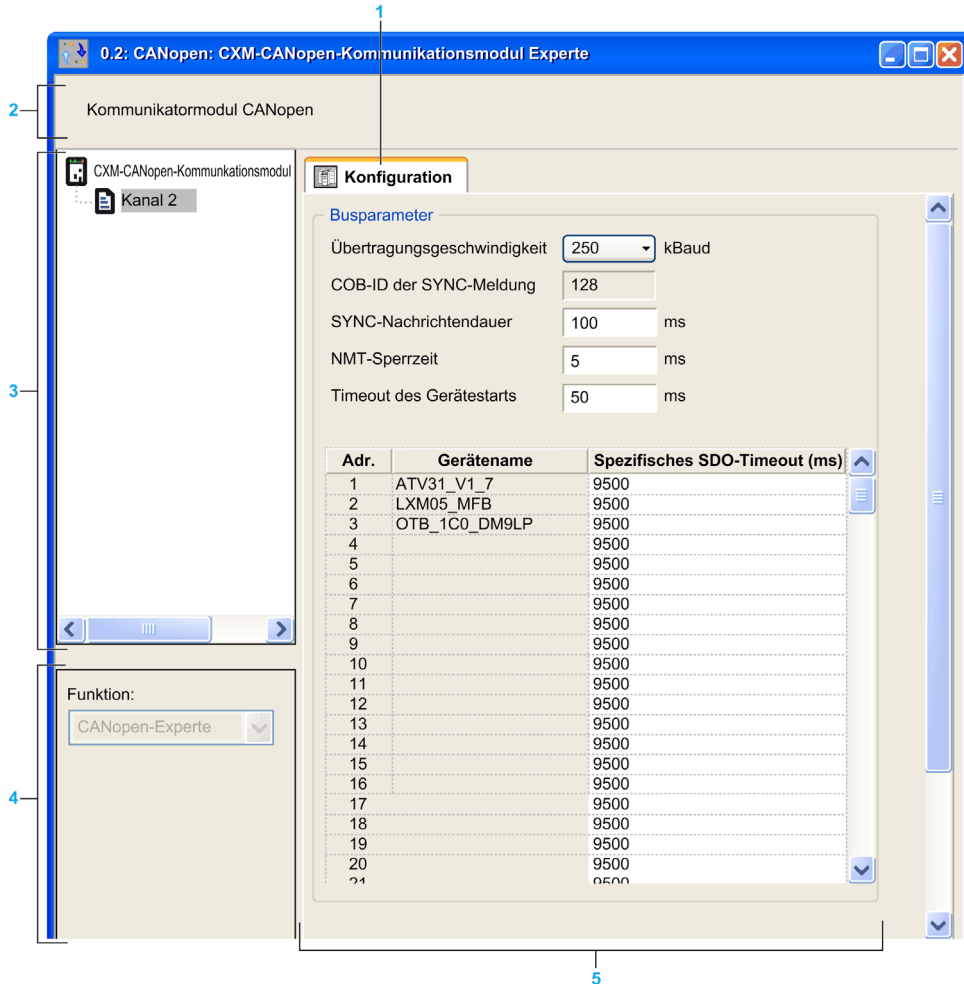 1
0.2: CANopen: CXM-CANopen-Kommunikationsmodul Experte
2
Kommunikatormodul CANopen
3
CXM-CANopen-Kommunkationsmodul
Kanal 2
Konfiguration
Busparameter
Übertragungsgeschwindigkeit 250 kBaud
COB-ID der SYNC-Meldung 128
SYNC-Nachrichtendauer 100 ms
NMT-Sperrzeit 5 ms
Timeout des Gerätestarts 50 ms
Adr. Gerätename Spezifisches SDO-Timeout (ms)
1 ATV31_V1_7 9500
2 LXM05_MFB 9500
3 OTB_1C0_DM9LP 9500
4 9500
5 9500
6 9500
7 9500
8 9500
9 9500
10 9500
11 9500
12 9500
13 9500
14 9500
15 9500
16 9500
17 9500
18 9500
19 9500
20 9500
21 9500
4
Funktion:
CANopen-Experte
5